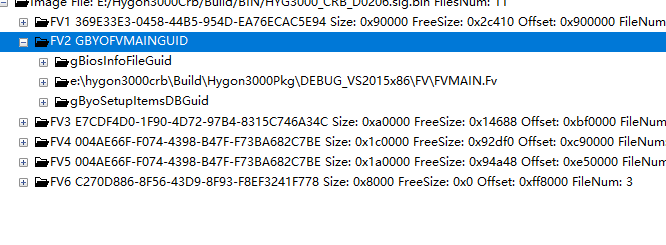 Image File: E:/Hygon3000Crb/Build/BIN/HYG3000_CRB_D0206.sig.bin FilesNum: 11
FV1 369E33E3-0458-44B5-954D-EA76ECAC5E94 Size: 0x90000 FreeSize: 0x2c410 Offset: 0x900000 FileNum
FV2 GBYOFVMAINGUID
gBiosInfoFileGuid
e:\hygon3000crb\Build\Hygon3000Pkg\DEBUG_VS2015x86\FV\FVMAIN.Fv
gByoSetupItemsDBGuid
FV3 E7CDF4D0-1F90-4D72-97B4-8315C746A34C Size: 0xa0000 FreeSize: 0x14688 Offset: 0xbf0000 FileNum
FV4 004AE66F-F074-4398-B47F-F73BA682C7BE Size: 0x1c0000 FreeSize: 0x92df0 Offset: 0xc90000 FileNum
FV5 004AE66F-F074-4398-B47F-F73BA682C7BE Size: 0x1a0000 FreeSize: 0x94a48 Offset: 0xe50000 FileNum
FV6 C270D886-8F56-43D9-8F93-F8EF3241F778 Size: 0x8000 FreeSize: 0x0 Offset: 0xff8000 FileNum: 3